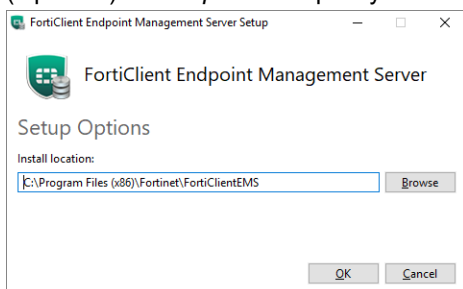 FortiClient Endpoint Management Server Setup
FortiClient Endpoint Management Server
Setup Options
Install location:
C:\Program Files (x86)\Fortinet\FortiClientEMS
Browse
OK
Cancel